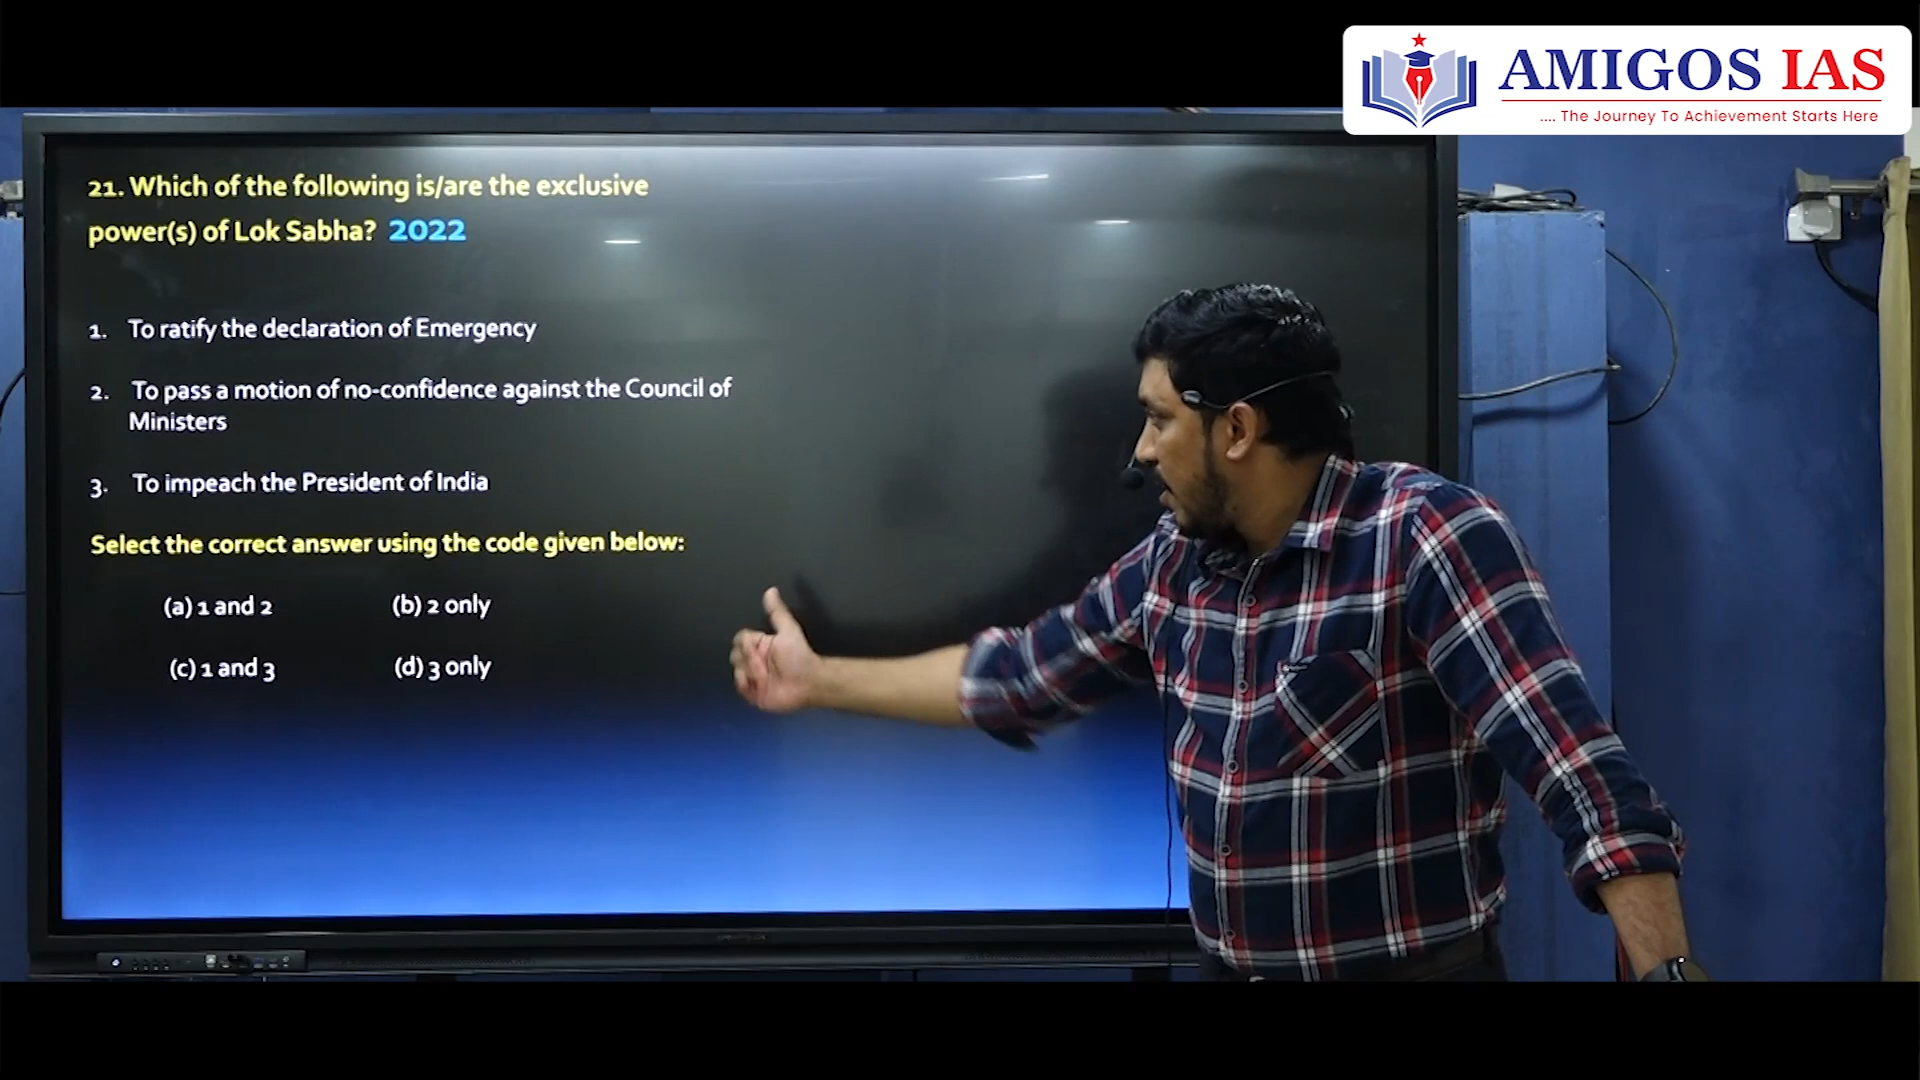 AMIGOS IAS
.... The Journey To Achievement Starts Here
21. Which of the following is/are the exclusive
power(s) of Lok Sabha? 2022
1. To ratify the declaration of Emergency
2. To pass a motion of no-confidence against the Council of
Ministers
3. To impeach the President of India
Select the correct answer using the code given below:
(a) 1 and 2 (b) 2 only
(c) 1 and 3 (d) 3 only